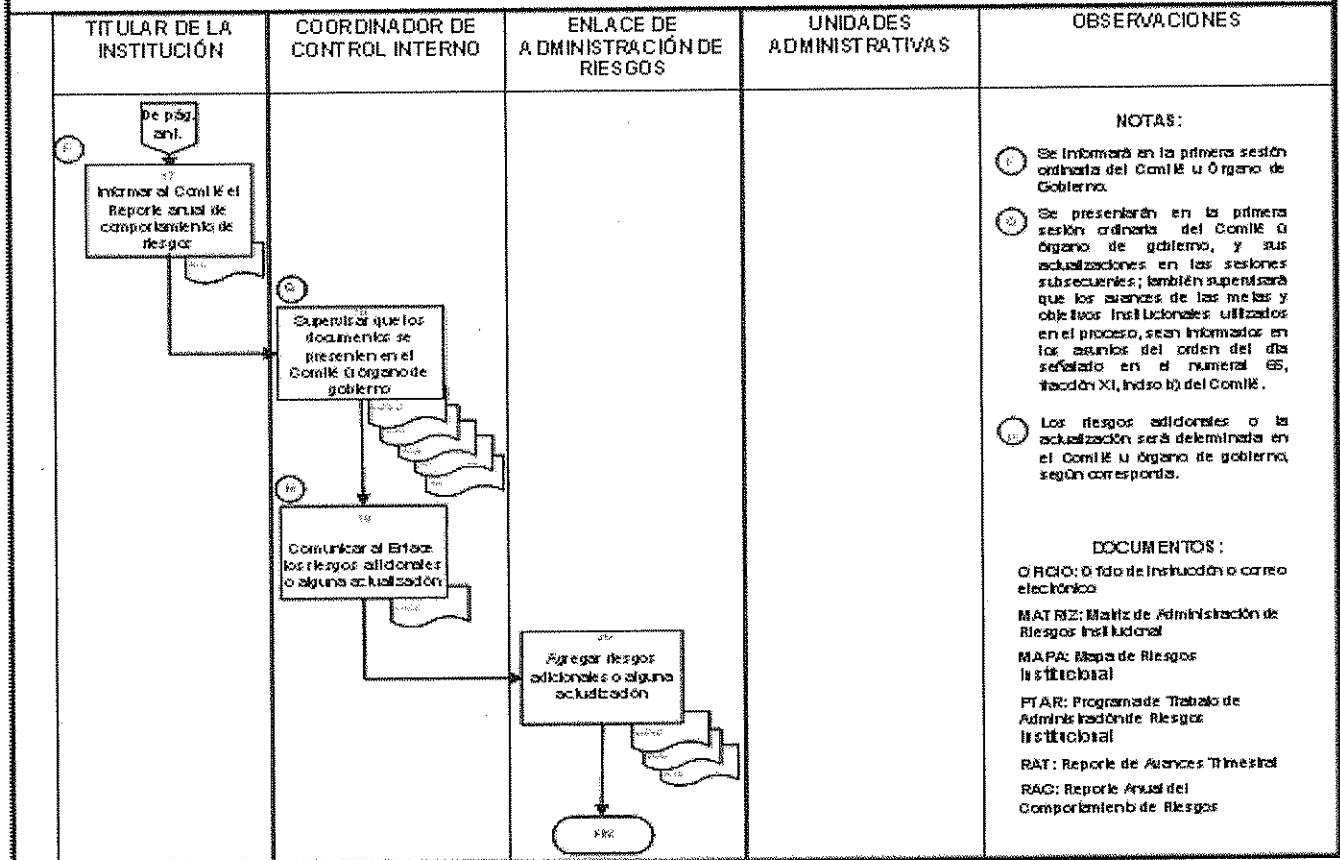 TITULAR DE LA
INSTITUCIÓN
COORDINADOR DE
CONTROL INTERNO
ENLACE DE
ADMINISTRACIÓN DE
RIESGOS
UNIDADES
ADMINISTRATIVAS
OBSERVACIONES
De pág.
ant.
17
Informar al Comité el
Reporte anual de
comportamiento de
riesgos
Supervisar que los
documentos se
presenten en el
Comité u órgano de
gobierno
Comunicar al Enlace
los riesgos adicionales
o alguna actualización
Agregar riesgos
adicionales o alguna
actualización
FIN
NOTAS:
Se informará en la primera sesión
ordinaria del Comité u Órgano de
Gobierno.
Se presentarán en la primera
sesión ordinaria del Comité ú
órgano de gobierno, y sus
actualizaciones en las sesiones
subsecuentes; también supervisará
que los avances de las metas y
objetivos institucionales utilizados
en el proceso, sean informados en
los asuntos del orden del día
señalado en el numeral
fracción XI, inciso b) del Comité.
Los riesgos adicionales o la
actualización será determinada en
el Comité u órgano de gobierno,
según corresponda.
DOCUMENTOS:
Oficio de instrucción o correo
electrónico
MATRIZ: Matriz de Administración de
Riesgos Institucional
MAPA: Mapa de Riesgos
Institucional
PTAR: Programa de Trabajo de
Administración de Riesgos
Institucional
RAT: Reporte de Avances Trimestral
Reporte Anual del
Comportamiento de Riesgos